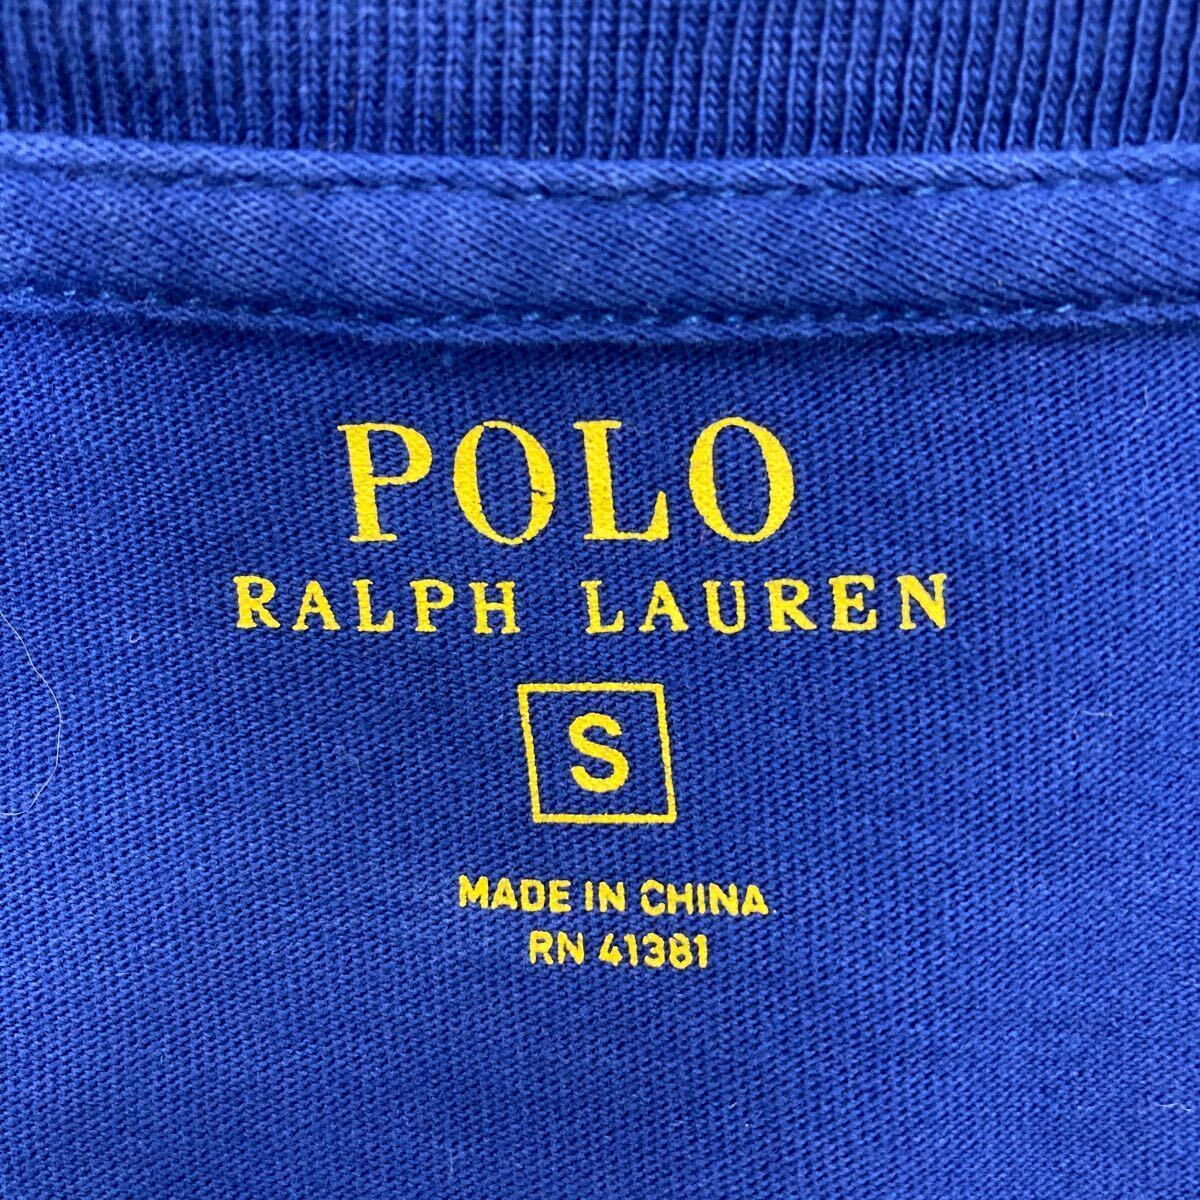 POLO
RALPH LAUREN
S
MADE IN CHINA
RN 41381